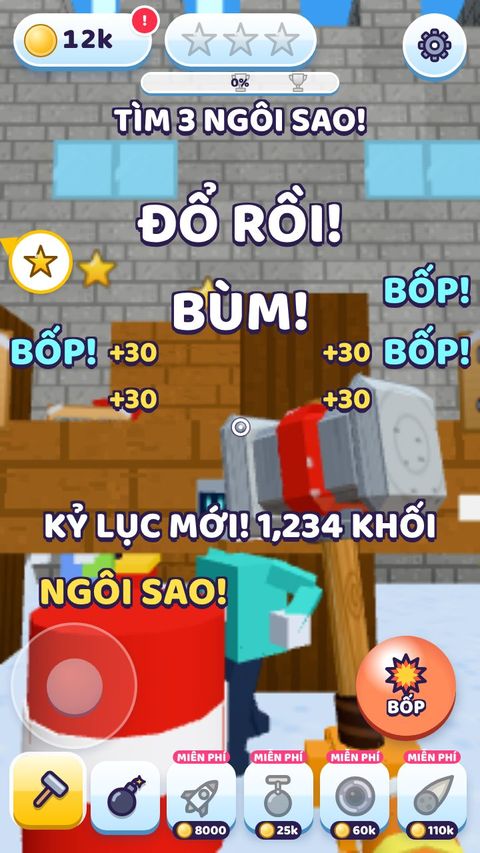 12k
!
0%
TÌM 3 NGÔI SAO!
ĐỔ RỒI!
BỐP!
BÙM!
BỐP! +30
+30 BỐP!
+30
+30
KỶ LỤC MỚI! 1,234 KHỐI
NGÔI SAO!
BỐP
MIỄN PHÍ
MIỄN PHÍ
MIỄN PHÍ
MIỄN PHÍ
8000
25k
60k
110k